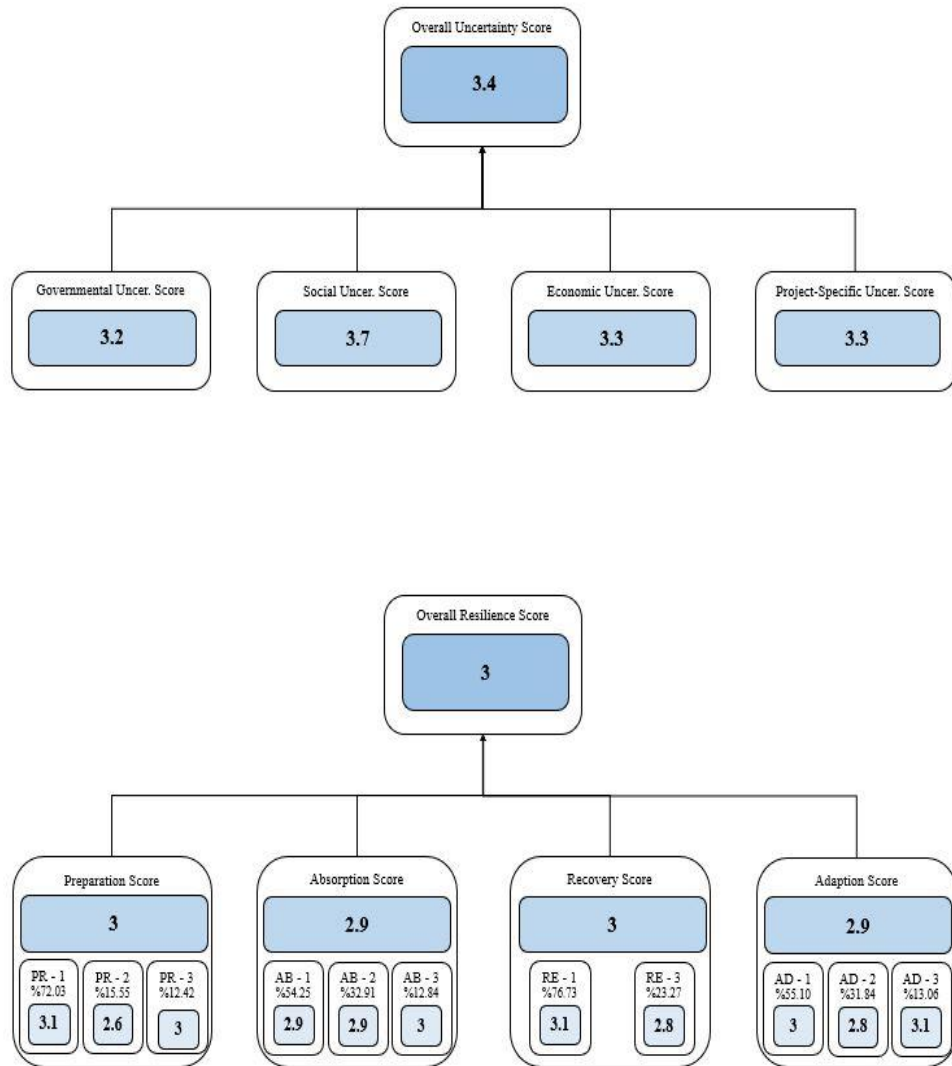 Overall Uncertainty Score
3.4
Governmental Uncer. Score
3.2
Social Uncer. Score
3.7
Economic Uncer. Score
3.3
Project-Specific Uncer. Score
3.3
Overall Resilience Score
3
Preparation Score
3
PR - 1
%72.03
3.1
PR - 2
%15.55
2.6
PR - 3
%12.42
3
Absorption Score
2.9
AB - 1
%54.25
2.9
AB - 2
%32.91
2.9
AB - 3
%12.84
3
Recovery Score
3
RE - 1
%76.73
3.1
RE - 3
%23.27
2.8
Adaption Score
2.9
AD - 1
%55.10
3
AD - 2
%31.84
2.8
AD - 3
%13.06
3.1